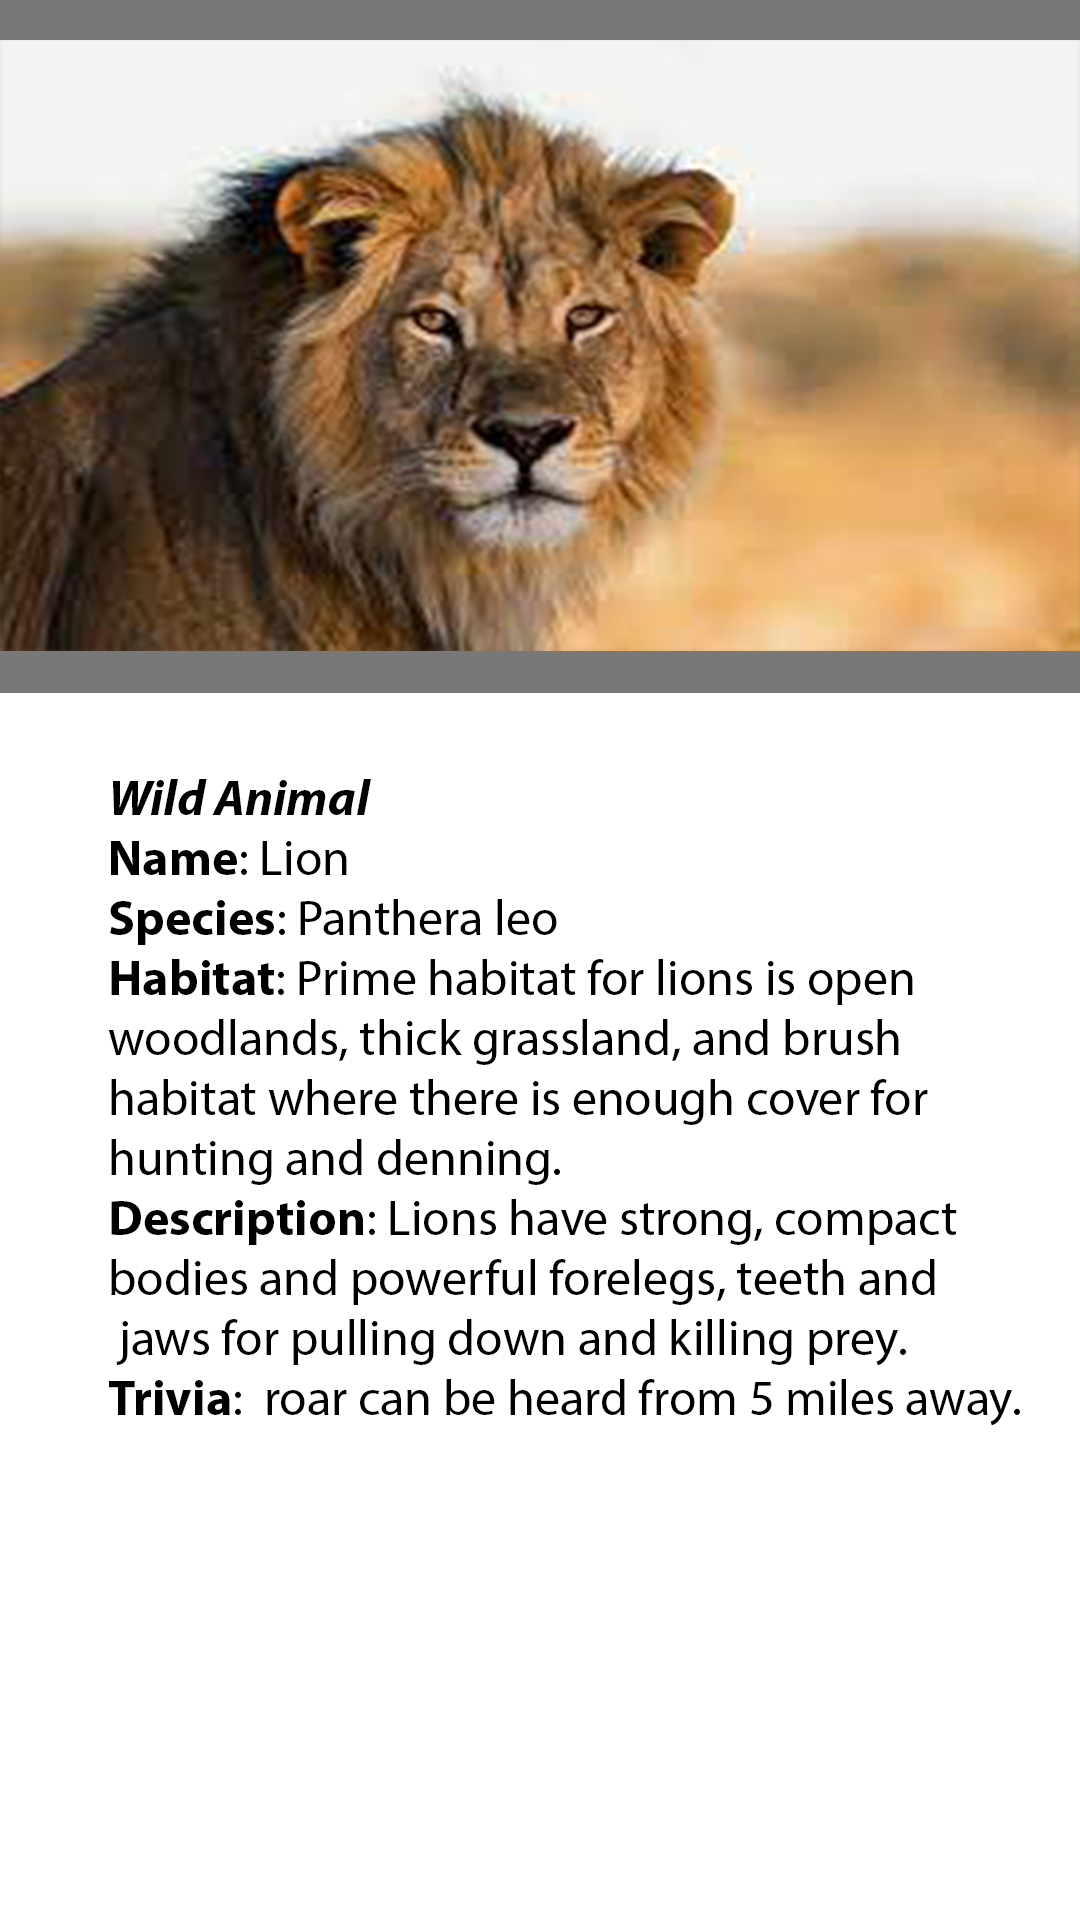 Wild Animal
Name: Lion
Species: Panthera leo
Habitat: Prime habitat for lions is open
woodlands, thick grassland, and brush
habitat where there is enough cover for
hunting and denning.
Description: Lions have strong, compact
bodies and powerful forelegs, teeth and
jaws for pulling down and killing prey.
Trivia:  roar can be heard from 5 miles away.